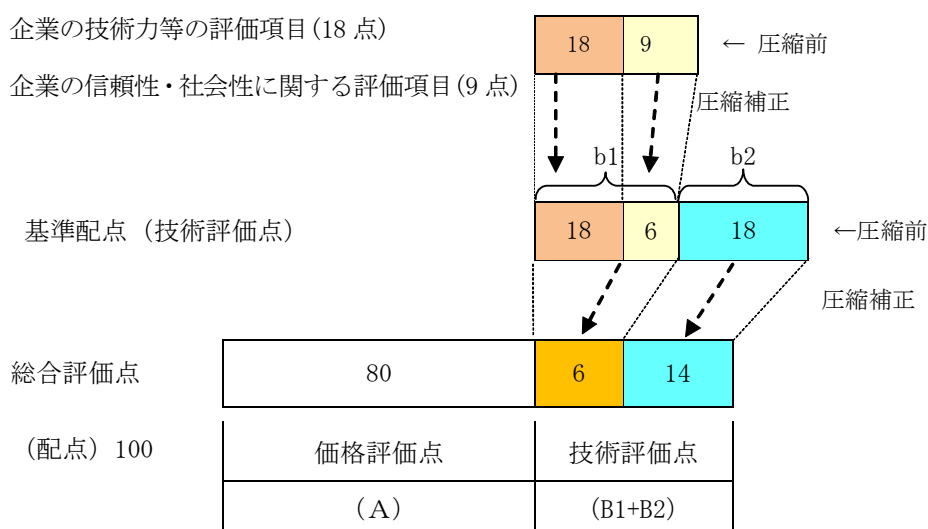 企業の技術力等の評価項目(18 点)
18 9 ← 圧縮前
企業の信頼性・社会性に関する評価項目(9 点)
圧縮補正
b1 b2
基準配点（技術評価点）
18 6 18 ←圧縮前
圧縮補正
総合評価点
80 6 14
（配点）100
価格評価点 技術評価点
（Ａ） (B1+B2)